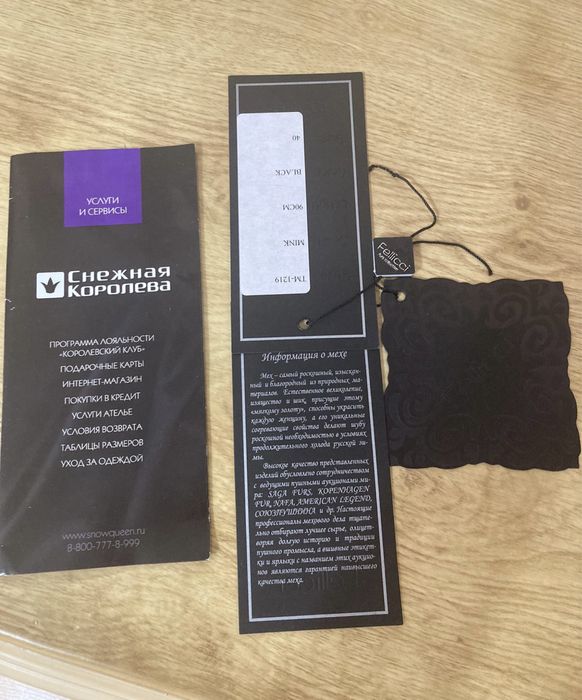 УСЛУГИ
И СЕРВИСЫ
СНЕЖНАЯ
КОРОЛЕВА
ПРОГРАММА ЛОЯЛЬНОСТИ
«КОРОЛЕВСКИЙ КЛУБ»
ПОДАРОЧНЫЕ КАРТЫ
ИНТЕРНЕТ-МАГАЗИН
ПОКУПКИ В КРЕДИТ
УСЛУГИ АТЕЛЬЕ
УСЛОВИЯ ВОЗВРАТА
ТАБЛИЦЫ РАЗМЕРОВ
УХОД ЗА ОДЕЖДОЙ
www.snowqueen.ru
8-800-777-8-999
TM-1219
MINK
90CM
BLACK
40
Fellicci
Информация о мехе
Мех – самый роскошный, изыскан-
ный и благородный из природных ма-
териалов. Естественное великолепие,
изящество и шик, присущие этому
«мягкому золоту», способны украсить
каждую женщину, а его уникальные
согревающие свойства делают шубу
роскошной необходимостью в условиях
продолжительного холода русской зи-
мы.
Высокое качество представленных
изделий обусловлено сотрудничеством
с ведущими пушными аукционами ми-
ра: SAGA FURS, KOPENHAGEN
FUR, NAFA, AMERICAN LEGEND,
СОЮЗПУШНИНА и др. Настоящие
профессионалы мехового дела тщате-
льно отбирают лучшее сырье, олицет-
воряя долгую историю и традиции
пушного промысла, а вшивные этикет-
ки и ярлыки с названием этих аукцио-
нов являются гарантией наивысшего
качества меха.